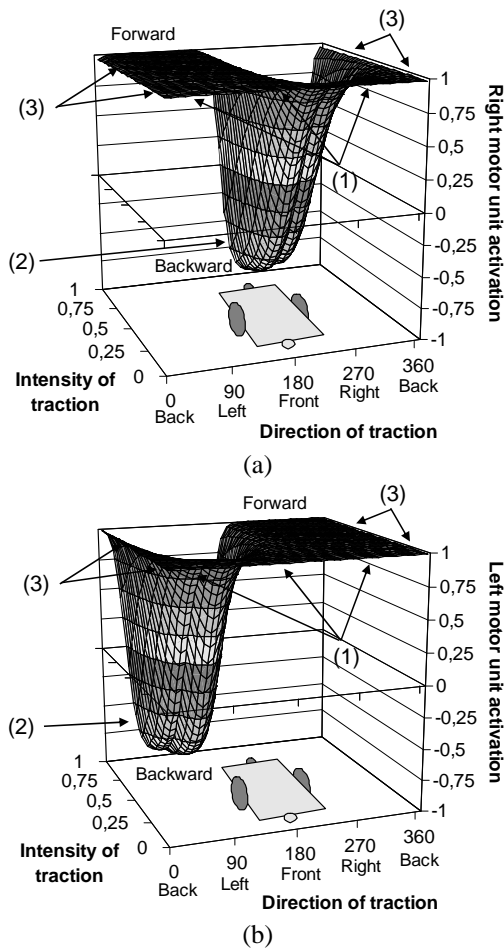 Forward
(3)
(3)
1
0,75
0,5
0,25
0
-0,25
-0,5
-0,75
-1
Right motor unit activation
(1)
(2)
Backward
1
0,75
0,5
0,25
0
Intensity of
traction
0
Back
90
Left
180
Front
270
Right
360
Back
Direction of traction
(a)
Forward
(3)
(3)
1
0,75
0,5
0,25
0
-0,25
-0,5
-0,75
-1
Left motor unit activation
(1)
(2)
Backward
1
0,75
0,5
0,25
0
Intensity of
traction
0
Back
90
Left
180
Front
270
Right
360
Back
Direction of traction
(b)